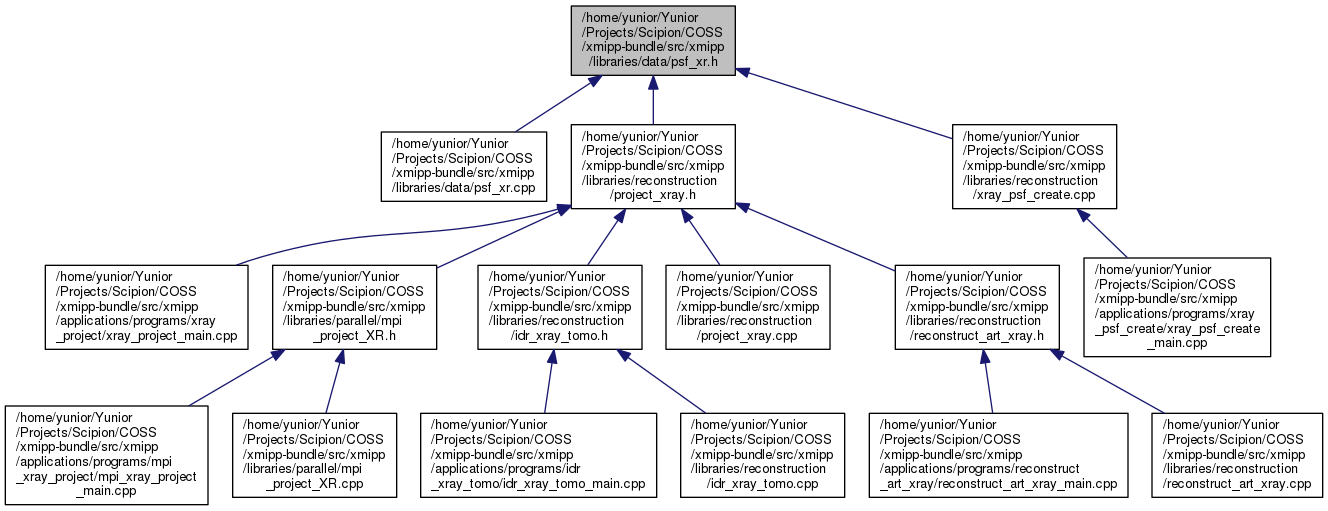 /home/yunior/Yunior
/Projects/Scipion/COSS
/xmipp-bundle/src/xmipp
/libraries/data/psf_xr.h
/home/yunior/Yunior
/Projects/Scipion/COSS
/xmipp-bundle/src/xmipp
/libraries/data/psf_xr.cpp
/home/yunior/Yunior
/Projects/Scipion/COSS
/xmipp-bundle/src/xmipp
/libraries/reconstruction
/project_xray.h
/home/yunior/Yunior
/Projects/Scipion/COSS
/xmipp-bundle/src/xmipp
/libraries/reconstruction
/xray_psf_create.cpp
/home/yunior/Yunior
/Projects/Scipion/COSS
/xmipp-bundle/src/xmipp
/applications/programs/xray
_project/xray_project_main.cpp
/home/yunior/Yunior
/Projects/Scipion/COSS
/xmipp-bundle/src/xmipp
/libraries/parallel/mpi
_project_XR.h
/home/yunior/Yunior
/Projects/Scipion/COSS
/xmipp-bundle/src/xmipp
/libraries/reconstruction
/idr_xray_tomo.h
/home/yunior/Yunior
/Projects/Scipion/COSS
/xmipp-bundle/src/xmipp
/libraries/reconstruction
/project_xray.cpp
/home/yunior/Yunior
/Projects/Scipion/COSS
/xmipp-bundle/src/xmipp
/libraries/reconstruction
/reconstruct_art_xray.h
/home/yunior/Yunior
/Projects/Scipion/COSS
/xmipp-bundle/src/xmipp
/applications/programs/xray
_psf_create/xray_psf_create
_main.cpp
/home/yunior/Yunior
/Projects/Scipion/COSS
/xmipp-bundle/src/xmipp
/applications/programs/mpi
_xray_project/mpi_xray_project
_main.cpp
/home/yunior/Yunior
/Projects/Scipion/COSS
/xmipp-bundle/src/xmipp
/libraries/parallel/mpi
_project_XR.cpp
/home/yunior/Yunior
/Projects/Scipion/COSS
/xmipp-bundle/src/xmipp
/applications/programs/idr
_xray_tomo/idr_xray_tomo_main.cpp
/home/yunior/Yunior
/Projects/Scipion/COSS
/xmipp-bundle/src/xmipp
/libraries/reconstruction
/idr_xray_tomo.cpp
/home/yunior/Yunior
/Projects/Scipion/COSS
/xmipp-bundle/src/xmipp
/applications/programs/reconstruct
_art_xray/reconstruct_art_xray_main.cpp
/home/yunior/Yunior
/Projects/Scipion/COSS
/xmipp-bundle/src/xmipp
/libraries/reconstruction
/reconstruct_art_xray.cpp